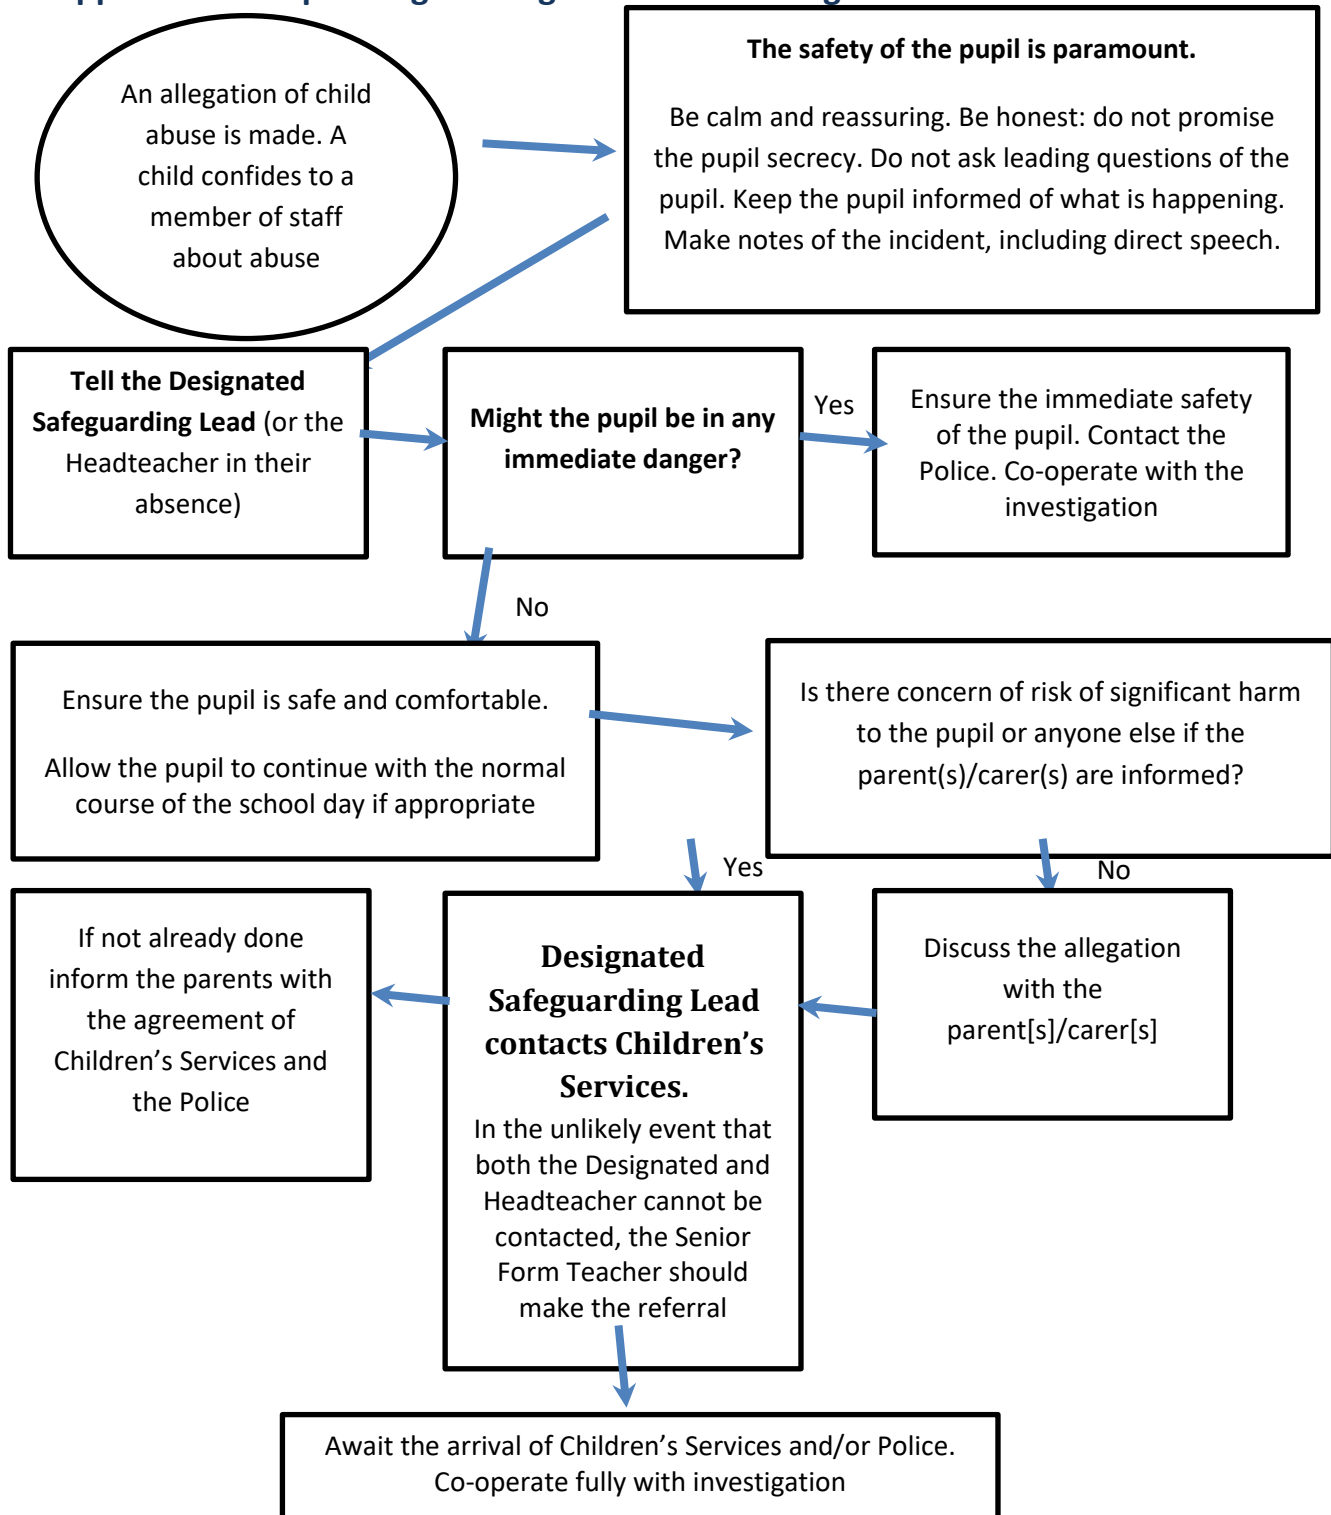 An allegation of child
abuse is made. A
child confides to a
member of staff
about abuse
The safety of the pupil is paramount.
Be calm and reassuring. Be honest: do not promise
the pupil secrecy. Do not ask leading questions of the
pupil. Keep the pupil informed of what is happening.
Make notes of the incident, including direct speech.
Tell the Designated
Safeguarding Lead (or the
Headteacher in their
absence)
Might the pupil be in any
immediate danger?
Yes
Ensure the immediate safety
of the pupil. Contact the
Police. Co-operate with the
investigation
No
Ensure the pupil is safe and comfortable.
Allow the pupil to continue with the normal
course of the school day if appropriate
Is there concern of risk of significant harm
to the pupil or anyone else if the
parent(s)/carer(s) are informed?
Yes
No
If not already done
inform the parents with
the agreement of
Children’s Services and
the Police
Designated
Safeguarding Lead
contacts Children’s
Services.
In the unlikely event that
both the Designated and
Headteacher cannot be
contacted, the Senior
Form Teacher should
make the referral
Discuss the allegation
with the
parent[s]/carer[s]
Await the arrival of Children’s Services and/or Police.
Co-operate fully with investigation